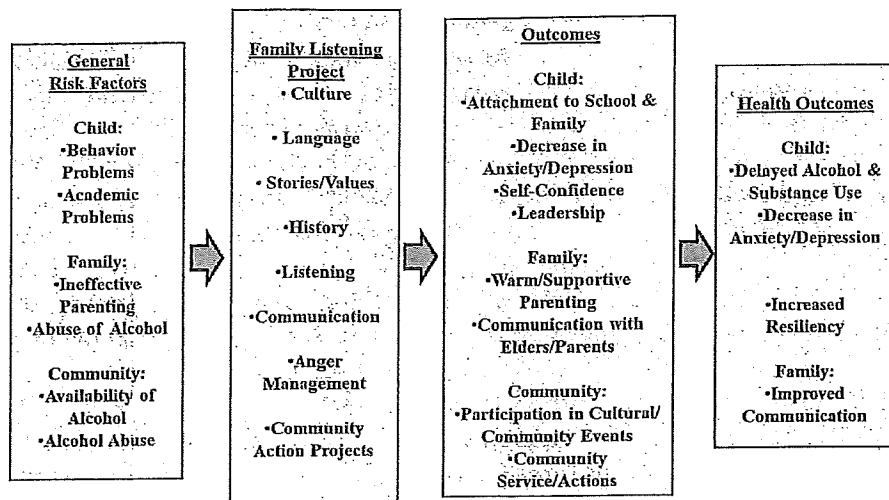 General
Risk Factors
Child:
•Behavior
Problems
•Academic
Problems
Family:
•Ineffective
Parenting
•Abuse of Alcohol
Community:
•Availability of
Alcohol
•Alcohol Abuse
Family Listening
Project
•Culture
•Language
•Stories/Values
•History
•Listening
•Communication
•Anger
Management
•Community
Action Projects
Outcomes
Child:
•Attachment to School &
Family
•Decrease in
Anxiety/Depression
•Self-Confidence
•Leadership
Family:
•Warm/Supportive
Parenting
•Communication with
Elders/Parents
Community:
•Participation in Cultural/
Community Events
•Community
Service/Actions
Health Outcomes
Child:
•Delayed Alcohol &
Substance Use
•Decrease in
Anxiety/Depression
•Increased
Resiliency
Family:
•Improved
Communication